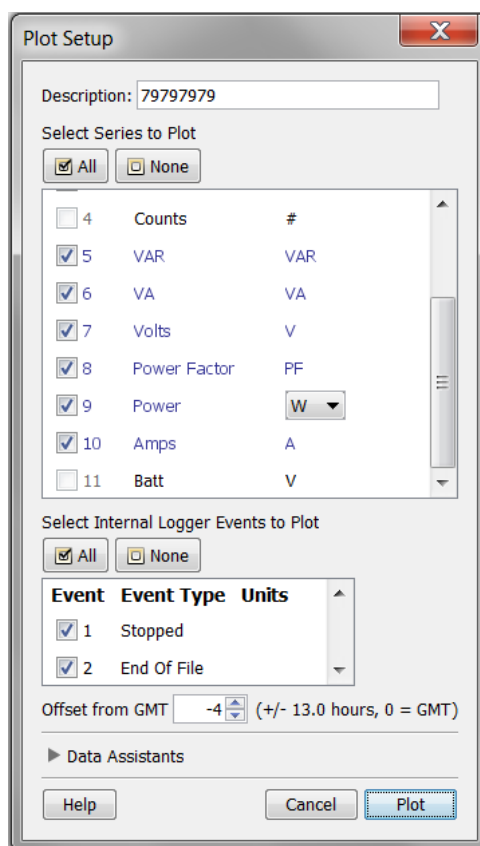 Plot Setup
Description: 79797979
Select Series to Plot
All None
4 Counts #
5 VAR VAR
6 VA VA
7 Volts V
8 Power Factor PF
9 Power W
10 Amps A
11 Batt V
Select Internal Logger Events to Plot
All None
Event Event Type Units
1 Stopped
2 End Of File
Offset from GMT -4 (+/- 13.0 hours, 0 = GMT)
Data Assistants
Help Cancel Plot